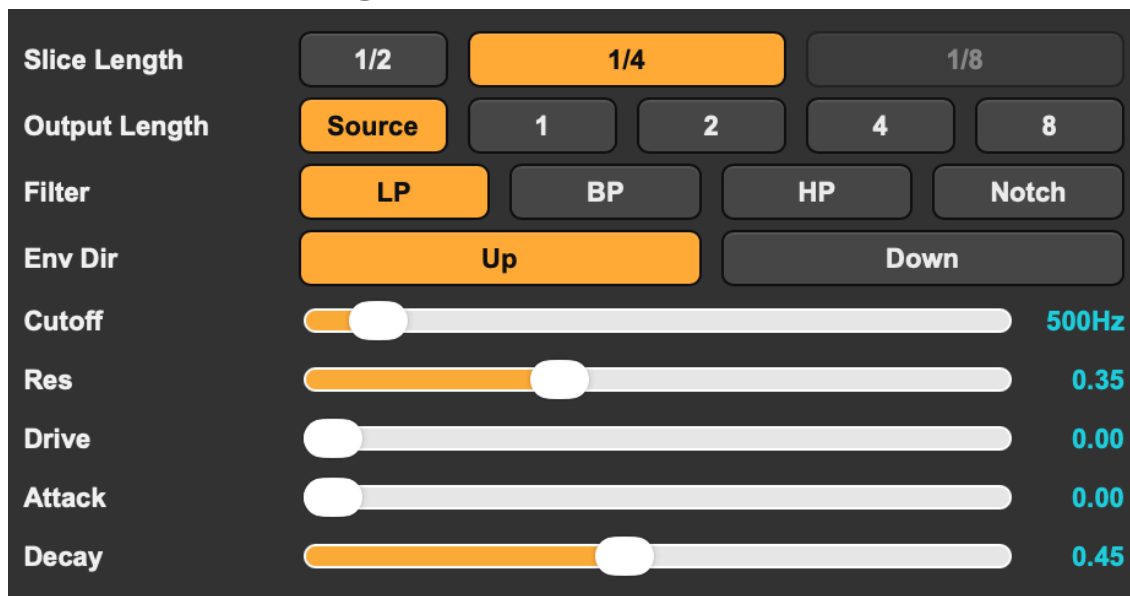 Slice Length 1/2 1/4 1/8
Output Length Source 1 2 4 8
Filter LP BP HP Notch
Env Dir Up Down
Cutoff 500Hz
Res 0.35
Drive 0.00
Attack 0.00
Decay 0.45